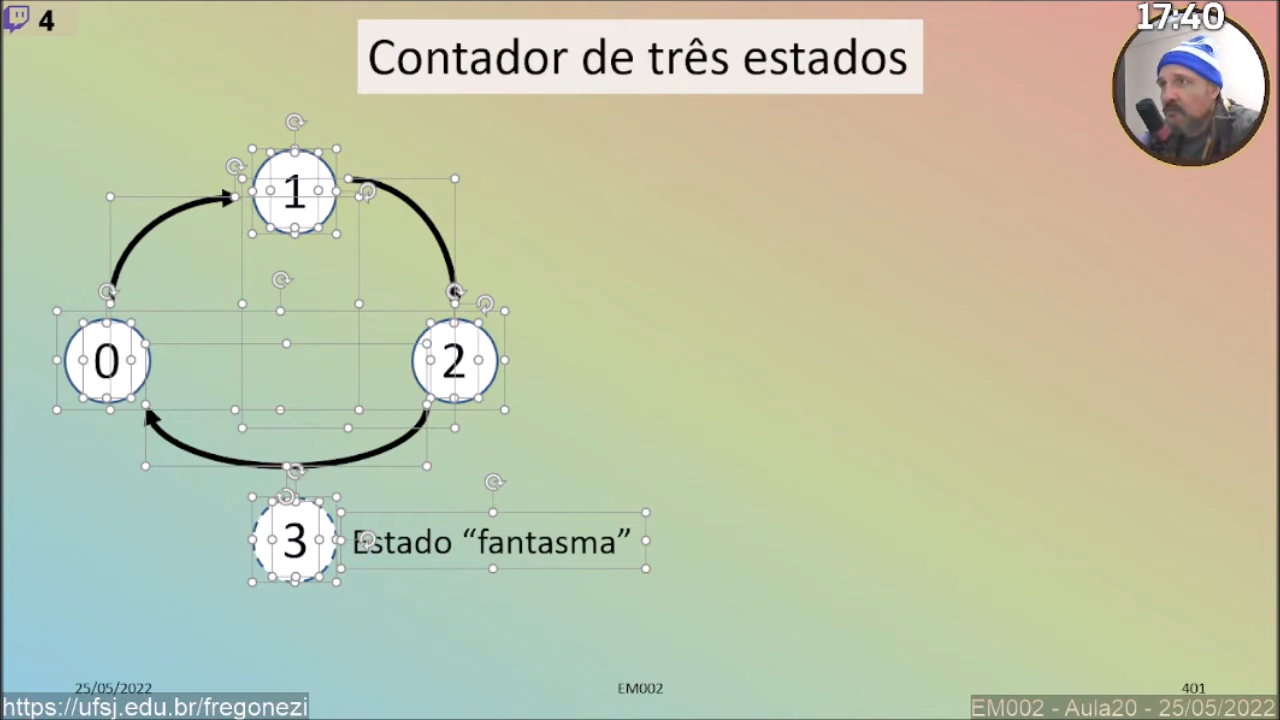 4
17:40
Contador de três estados
1
0
2
3
Estado “fantasma”
25/05/2022
EM002
401
https://ufsj.edu.br/fregonezi
EM002 - Aula20 - 25/05/2022